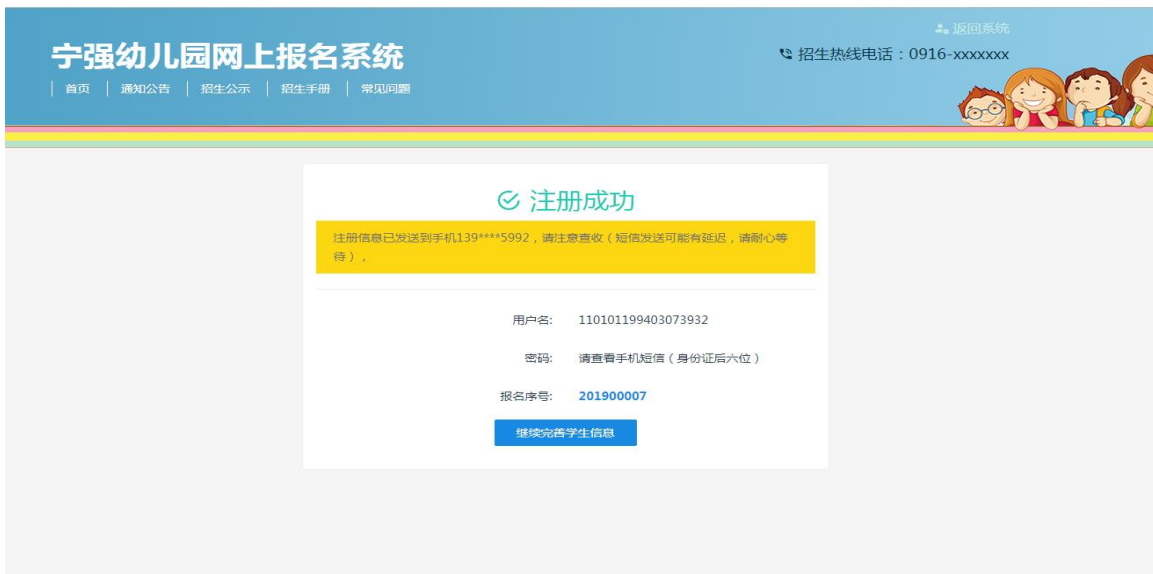 返回系统
宁强幼儿园网上报名系统
招生热线电话：0916-xxxxxxx
首页 通知公告 招生公示 招生手册 常见问题
注册成功
注册信息已发送到手机139****5992，请注意查收（短信发送可能有延迟，请耐心等
待），
用户名: 110101199403073932
密码: 请查看手机短信（身份证后六位）
报名序号: 201900007
继续完善学生信息